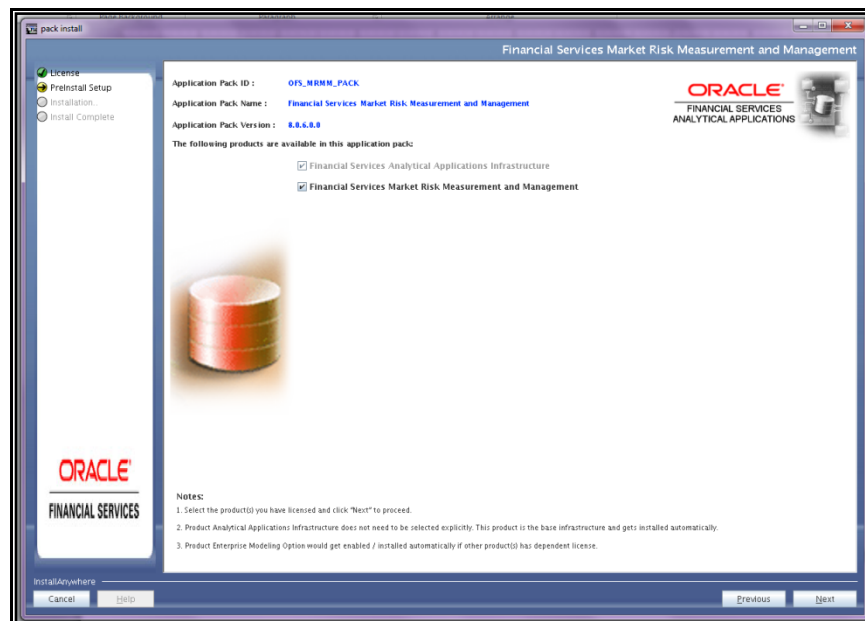 pack install
Financial Services Market Risk Measurement and Management
License
PreInstall Setup
Installation...
Install Complete
Application Pack ID : OFS_MRMM_PACK
Application Pack Name : Financial Services Market Risk Measurement and Management
Application Pack Version : 8.0.6.0.0
The following products are available in this application pack:
Financial Services Analytical Applications Infrastructure
Financial Services Market Risk Measurement and Management
ORACLE'
FINANCIAL SERVICES
ANALYTICAL APPLICATIONS
ORACLE'
FINANCIAL SERVICES
Notes:
1. Select the product(s) you have licensed and click "Next" to proceed.
2. Product Analytical Applications Infrastructure does not need to be selected explicitly. This product is the base infrastructure and gets installed automatically.
3. Product Enterprise Modeling Option would get enabled / installed automatically if other product(s) has dependent license.
InstallAnywhere
Cancel Help Previous Next